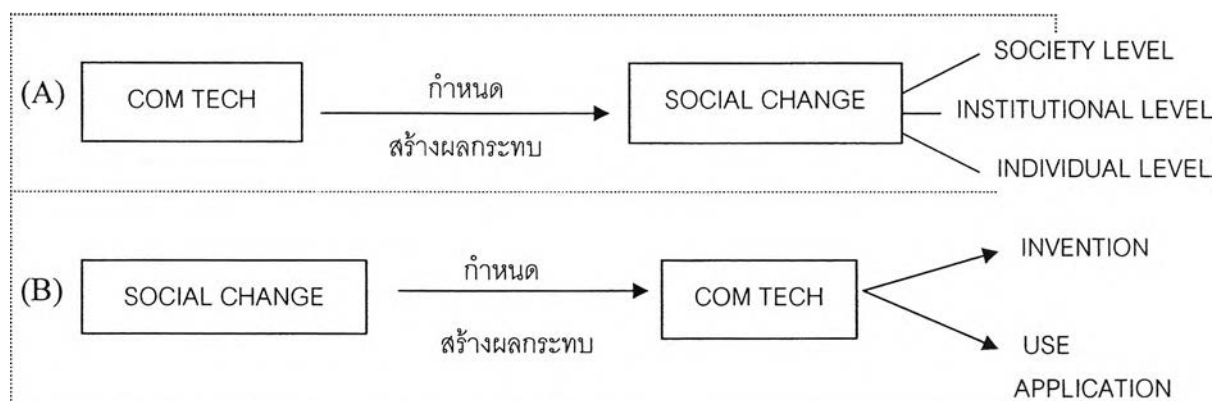 (A)
COM TECH
กำหนด
สร้างผลกระทบ
SOCIAL CHANGE
SOCIETY LEVEL
INSTITUTIONAL LEVEL
INDIVIDUAL LEVEL
(B)
SOCIAL CHANGE
กำหนด
สร้างผลกระทบ
COM TECH
INVENTION
USE
APPLICATION